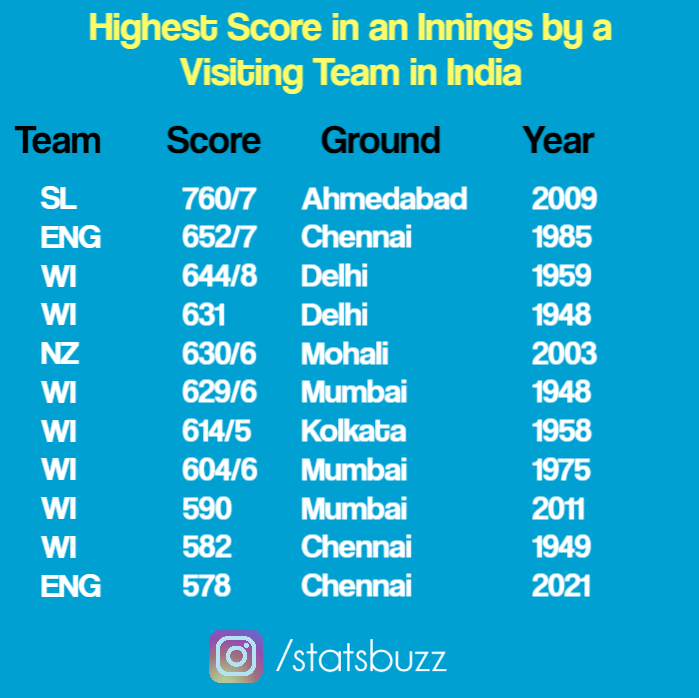 Highest Score in an Innings by a
Visiting Team in India
Team Score Ground Year
SL 760/7 Ahmedabad 2009
ENG 652/7 Chennai 1985
WI 644/8 Delhi 1959
WI 631 Delhi 1948
NZ 630/6 Mohali 2003
WI 629/6 Mumbai 1948
WI 614/5 Kolkata 1958
WI 604/6 Mumbai 1975
WI 590 Mumbai 2011
WI 582 Chennai 1949
ENG 578 Chennai 2021
/statsbuzz